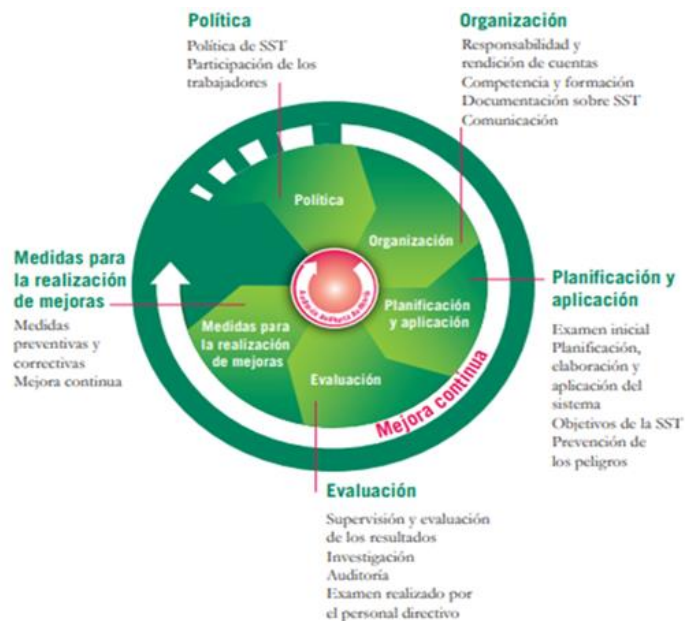 Política
Política de SST
Participación de los
trabajadores
Organización
Responsabilidad y
rendición de cuentas
Competencia y formación
Documentación sobre SST
Comunicación
Política
Organización
Planificación
y aplicación
Evaluación
Medidas para
la realización
de mejoras
Mejora continua
Planificación y
aplicación
Examen inicial
Planificación,
elaboración y
aplicación del
sistema
Objetivos de la SST
Prevención de
los peligros
Medidas para
la realización
de mejoras
Medidas
preventivas y
correctivas
Mejora continua
Evaluación
Supervisión y evaluación
de los resultados
Investigación
Auditoría
Examen realizado por
el personal directivo